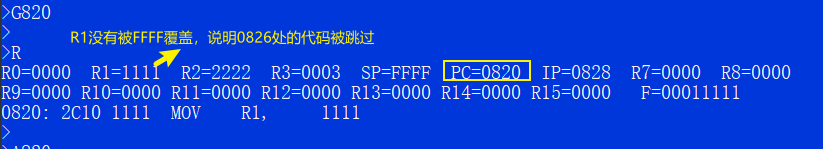 >G820
>
R1没有被FFFF覆盖，说明0826处的代码被跳过
>R
R0=0000 R1=1111 R2=2222 R3=0003 SP=FFFF PC=0820 IP=0828 R7=0000 R8=0000
R9=0000 R10=0000 R11=0000 R12=0000 R13=0000 R14=0000 R15=0000 F=00011111
0820: 2C10 1111 MOV R1, 1111
>